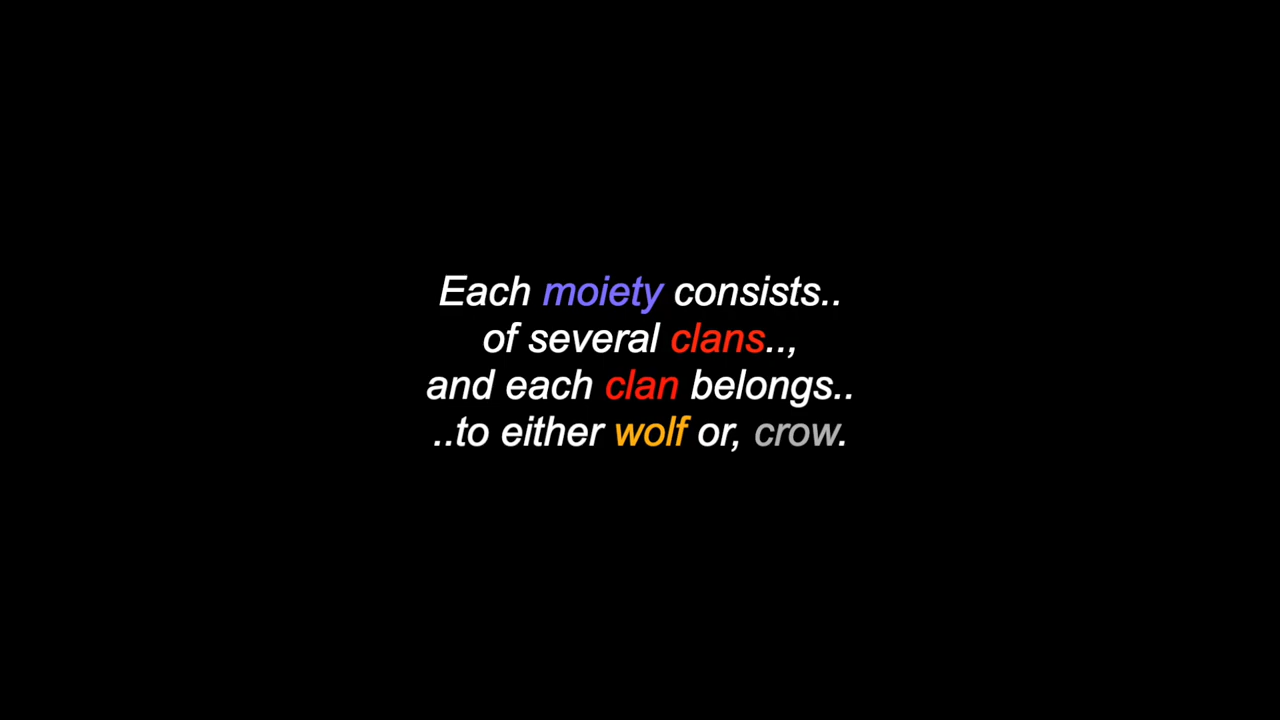 Each moiety consists..
of several clans..,
and each clan belongs..
..to either wolf or, crow.